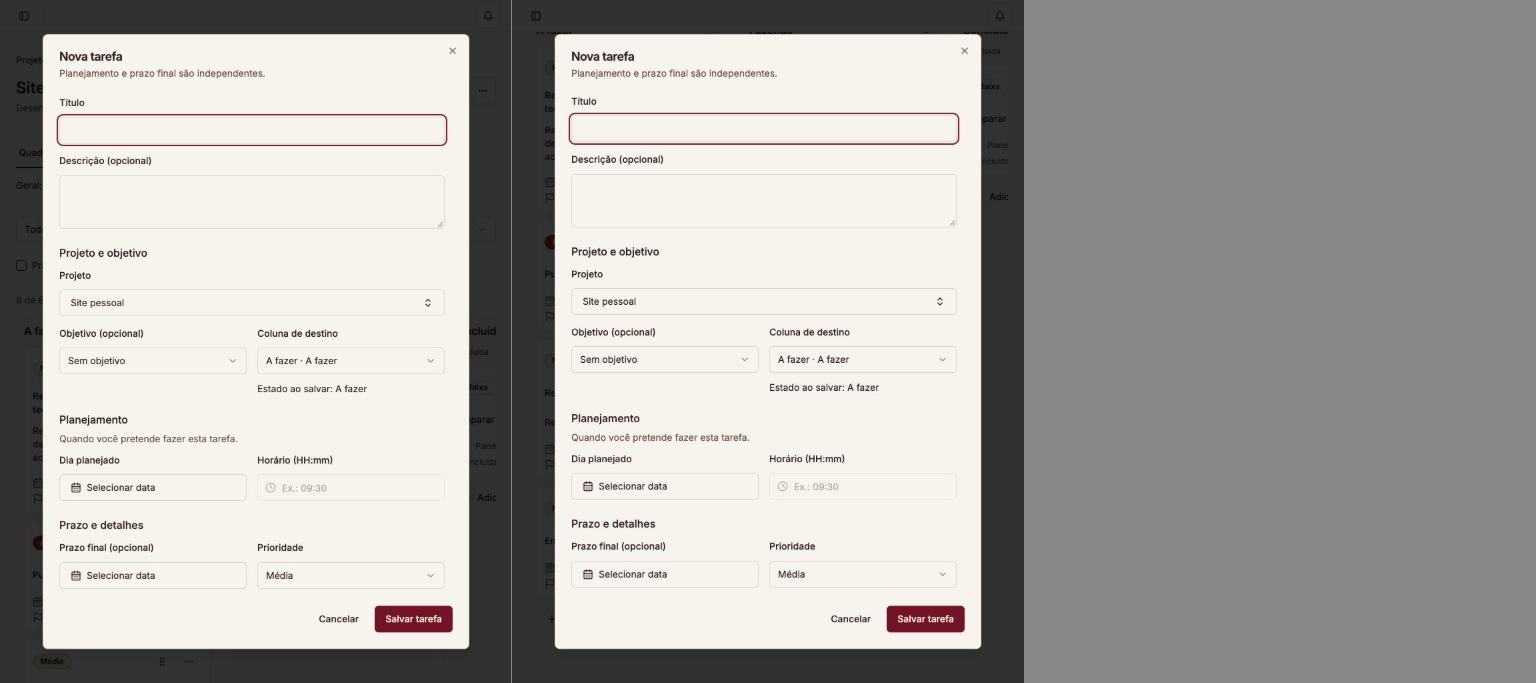 Nova tarefa
Planejamento e prazo final são independentes.
Título
Descrição (opcional)
Projeto e objetivo
Projeto
Site pessoal
Objetivo (opcional) Coluna de destino
Sem objetivo A fazer · A fazer
Estado ao salvar: A fazer
Planejamento
Quando você pretende fazer esta tarefa.
Dia planejado Horário (HH:mm)
Selecionar data Ex.: 09:30
Prazo e detalhes
Prazo final (opcional) Prioridade
Selecionar data Média
Cancelar Salvar tarefa
Média
Nova tarefa
Planejamento e prazo final são independentes.
Título
Descrição (opcional)
Projeto e objetivo
Projeto
Site pessoal
Objetivo (opcional) Coluna de destino
Sem objetivo A fazer · A fazer
Estado ao salvar: A fazer
Planejamento
Quando você pretende fazer esta tarefa.
Dia planejado Horário (HH:mm)
Selecionar data Ex.: 09:30
Prazo e detalhes
Prazo final (opcional) Prioridade
Selecionar data Média
Cancelar Salvar tarefa